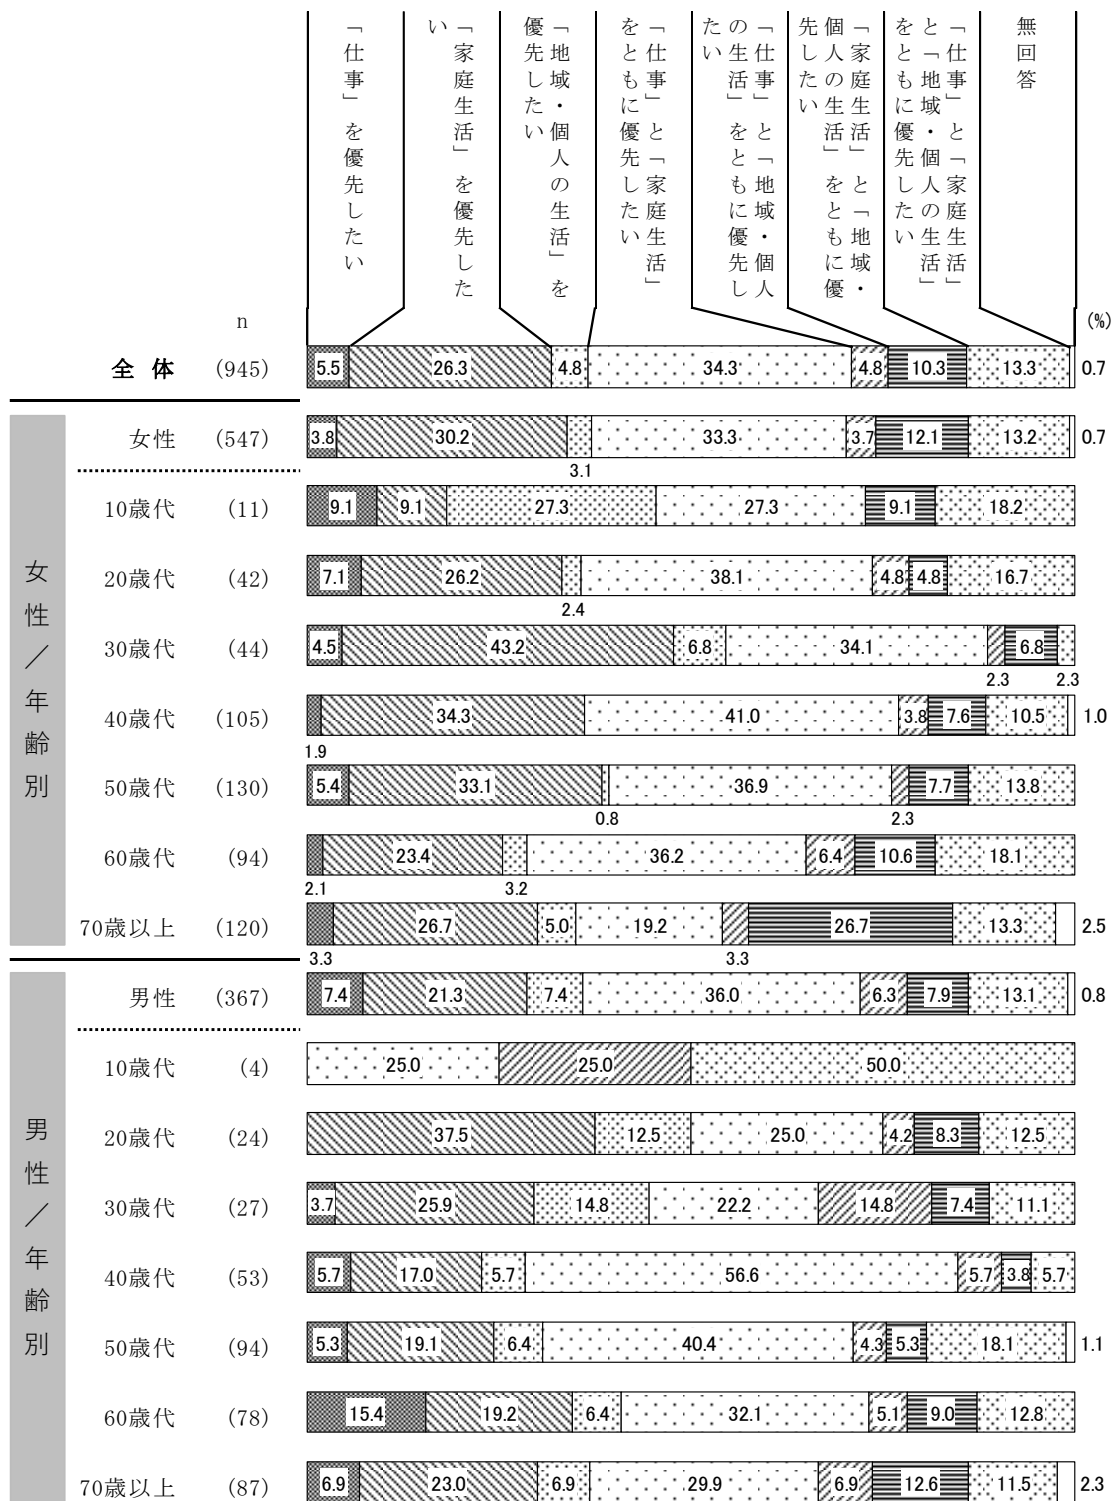 「仕事」を優先したい
「家庭生活」を優先した
い
「地域・個人の生活」を
優先したい
「仕事」と「家庭生活」
をともに優先したい
「仕事」と「地域・個人
の生活」をともに優先し
たい
「家庭生活」と「地域・
個人の生活」をともに優
先したい
「仕事」と「家庭生活」
と「地域・個人の生活」
をともに優先したい
無回答
n
(%)
全 体 (945) 5.5 26.3 4.8 34.3 4.8 10.3 13.3 0.7
女性／年齢別
女性 (547) 3.8 30.2 33.3 3.7 12.1 13.2 0.7
3.1
10歳代 (11) 9.1 9.1 27.3 27.3 9.1 18.2
20歳代 (42) 7.1 26.2 38.1 4.8 4.8 16.7
2.4
30歳代 (44) 4.5 43.2 6.8 34.1 6.8
2.3 2.3
40歳代 (105) 34.3 41.0 3.8 7.6 10.5 1.0
1.9
50歳代 (130) 5.4 33.1 36.9 7.7 13.8
0.8 2.3
60歳代 (94) 23.4 36.2 6.4 10.6 18.1
2.1 3.2
70歳以上 (120) 26.7 5.0 19.2 26.7 13.3 2.5
3.3 3.3
男性／年齢別
男性 (367) 7.4 21.3 7.4 36.0 6.3 7.9 13.1 0.8
10歳代 (4) 25.0 25.0 50.0
20歳代 (24) 37.5 12.5 25.0 4.2 8.3 12.5
30歳代 (27) 3.7 25.9 14.8 22.2 14.8 7.4 11.1
40歳代 (53) 5.7 17.0 5.7 56.6 5.7 3.8 5.7
50歳代 (94) 5.3 19.1 6.4 40.4 4.3 5.3 18.1 1.1
60歳代 (78) 15.4 19.2 6.4 32.1 5.1 9.0 12.8
70歳以上 (87) 6.9 23.0 6.9 29.9 6.9 12.6 11.5 2.3